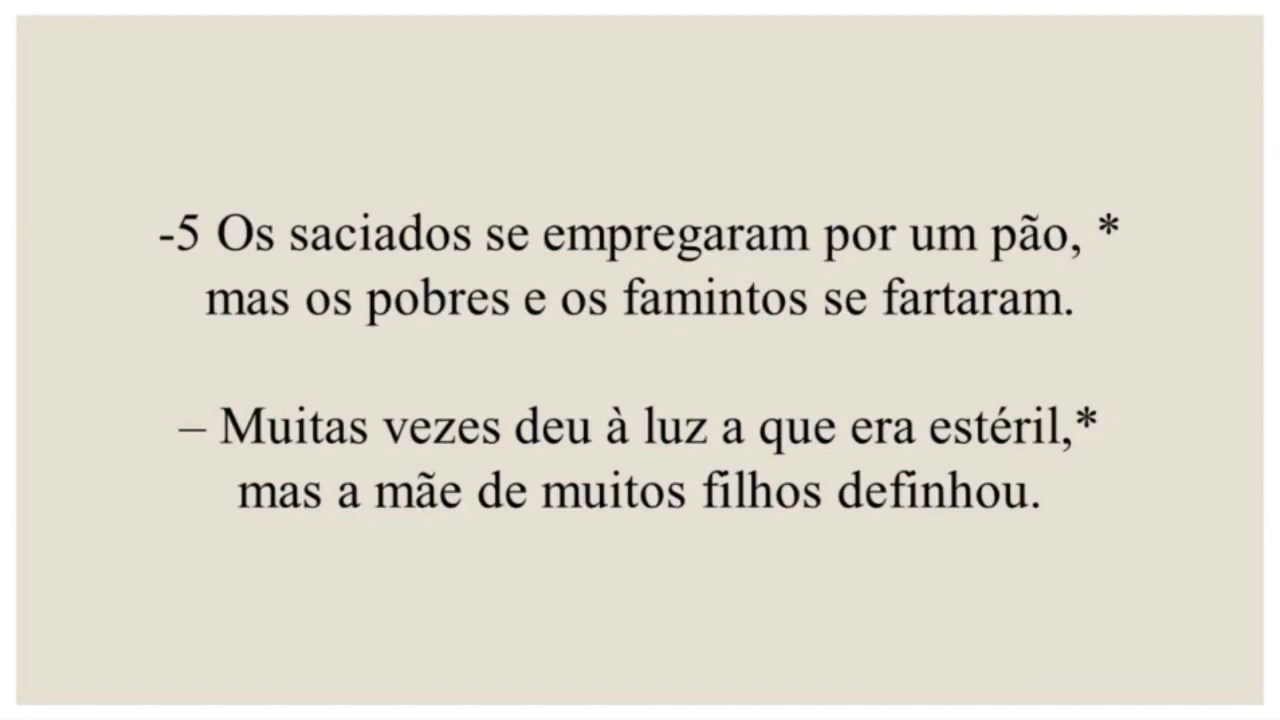 -5 Os saciados se empregaram por um pão, *
mas os pobres e os famintos se fartaram.
– Muitas vezes deu à luz a que era estéril,*
mas a mãe de muitos filhos definhou.